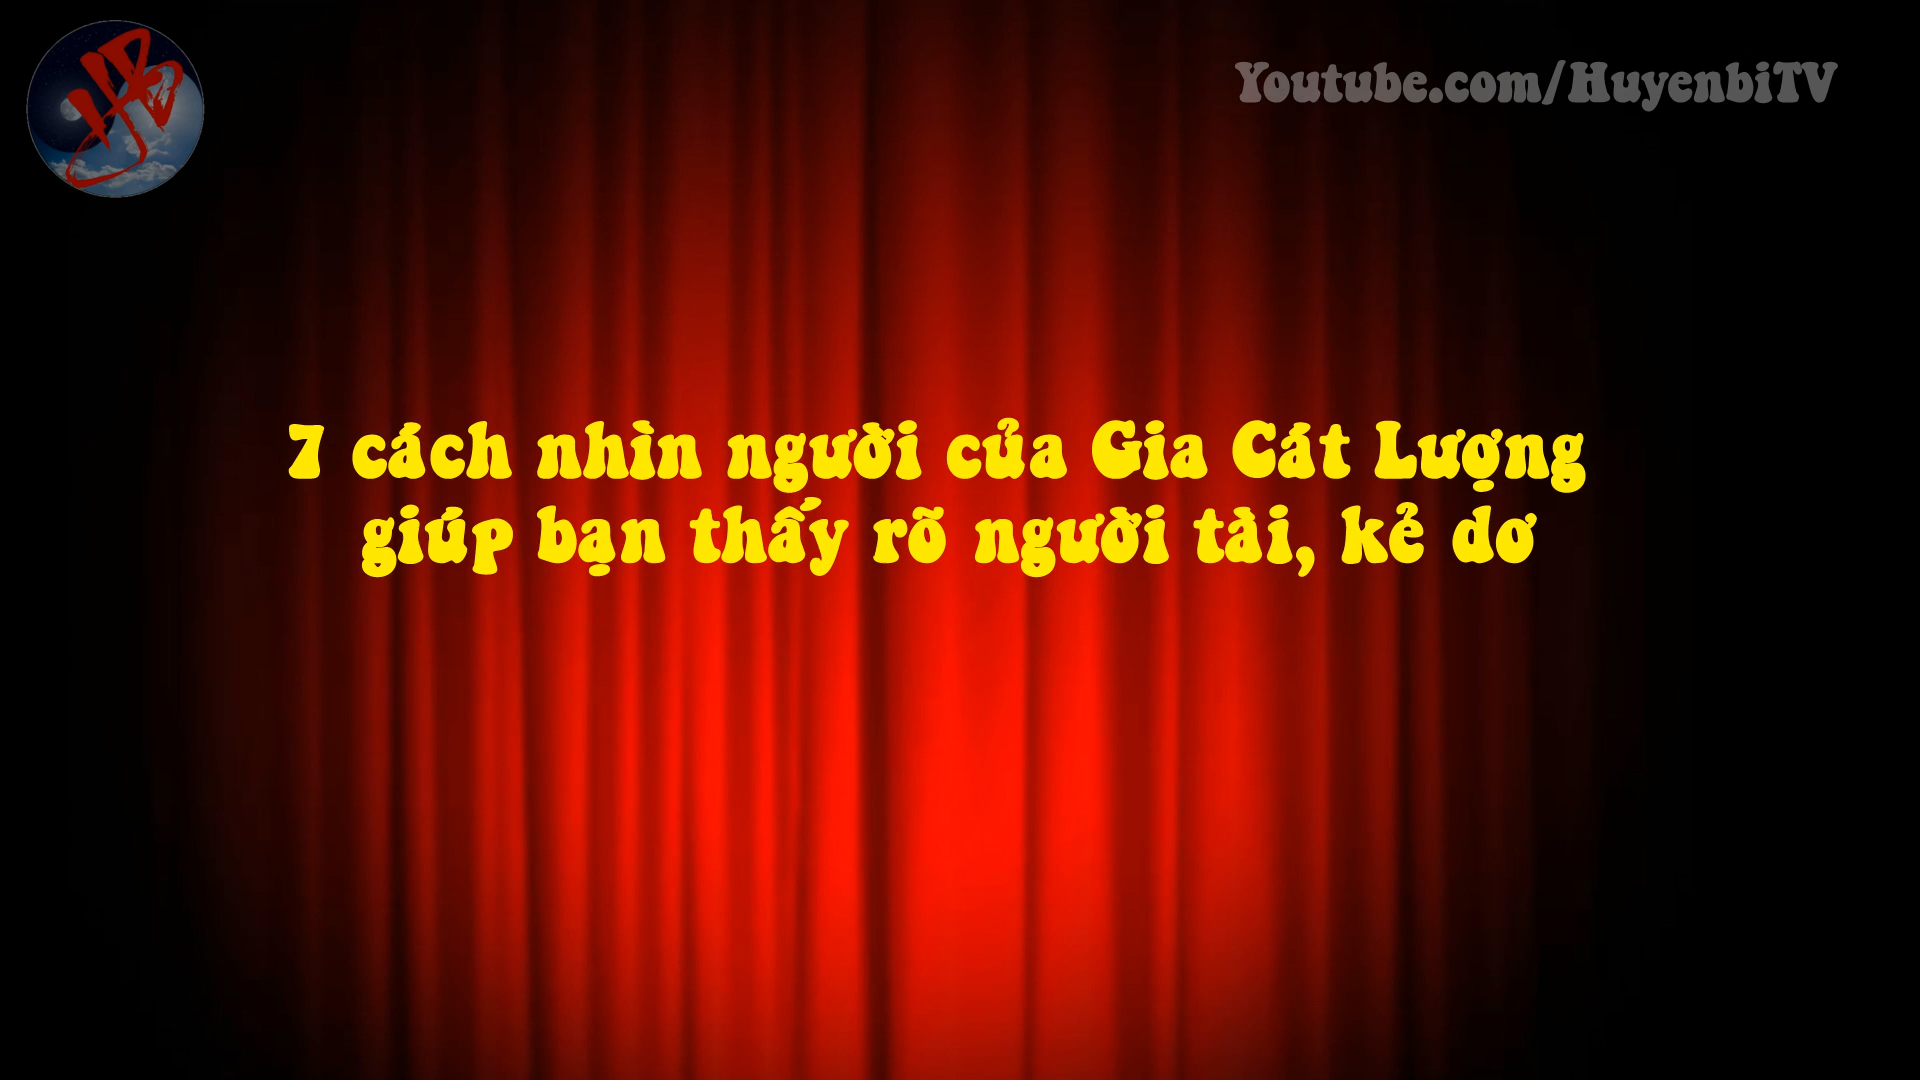 Youtube.com/HuyenbiTV
7 cách nhìn người của Gia Cát Lượng
giúp bạn thấy rõ người tài, kẻ dơ